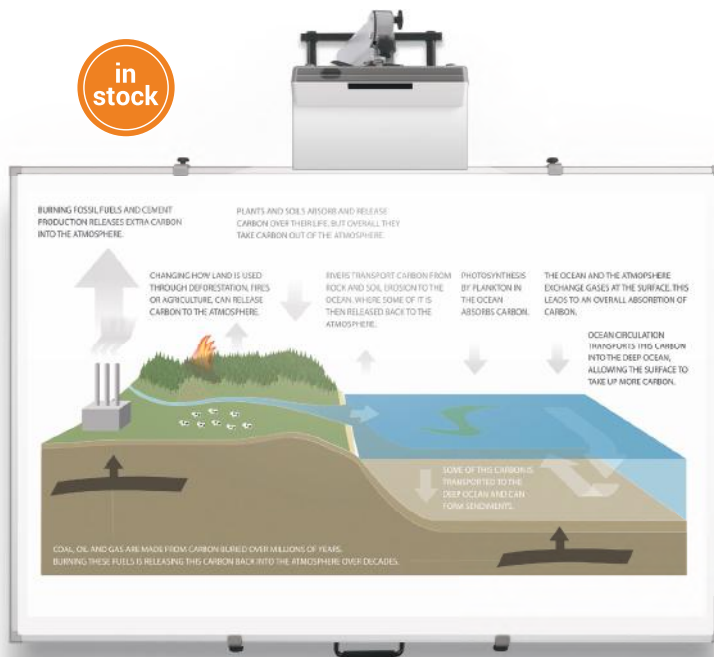 in
stock
BURNING FOSSIL FUELS AND CEMENT
PRODUCTION RELEASES EXTRA CARBON
INTO THE ATMOSPHERE.
PLANTS AND SOILS ABSORB AND RELEASE
CARBON OVER THEIR LIFE, BUT OVERALL THEY
TAKE CARBON OUT OF THE ATMOSPHERE.
CHANGING HOW LAND IS USED
THROUGH DEFORESTATION, FIRES
OR AGRICULTURE, CAN RELEASE
CARBON TO THE ATMOSPHERE.
RIVERS TRANSPORT CARBON FROM
ROCK AND SOIL EROSION TO THE
OCEAN. WHERE SOME OF IT IS
THEN RELEASED BACK TO THE
ATMOSPHERE.
PHOTOSYNTHESIS
BY PLANKTON IN
THE OCEAN
ABSORBS CARBON.
THE OCEAN AND THE ATMOPSHERE
EXCHANGE GASES AT THE SURFACE. THIS
LEADS TO AN OVERALL ABSORBTION OF
CARBON.
OCEAN CIRCULATION
TRANSPORTS THIS CARBON
INTO THE DEEP OCEAN,
ALLOWING THE SURFACE TO
TAKE UP MORE CARBON.
SOME OF THIS CARBON IS
TRANSPORTED TO THE
DEEP OCEAN AND CAN
FORM SENDIMENTS.
COAL, OIL AND GAS ARE MADE FROM CARBON BURIED OVER MILLIONS OF YEARS.
BURNING THESE FUELS IS RELEASING THIS CARBON BACK INTO THE ATMOSPHERE OVER DECADES.